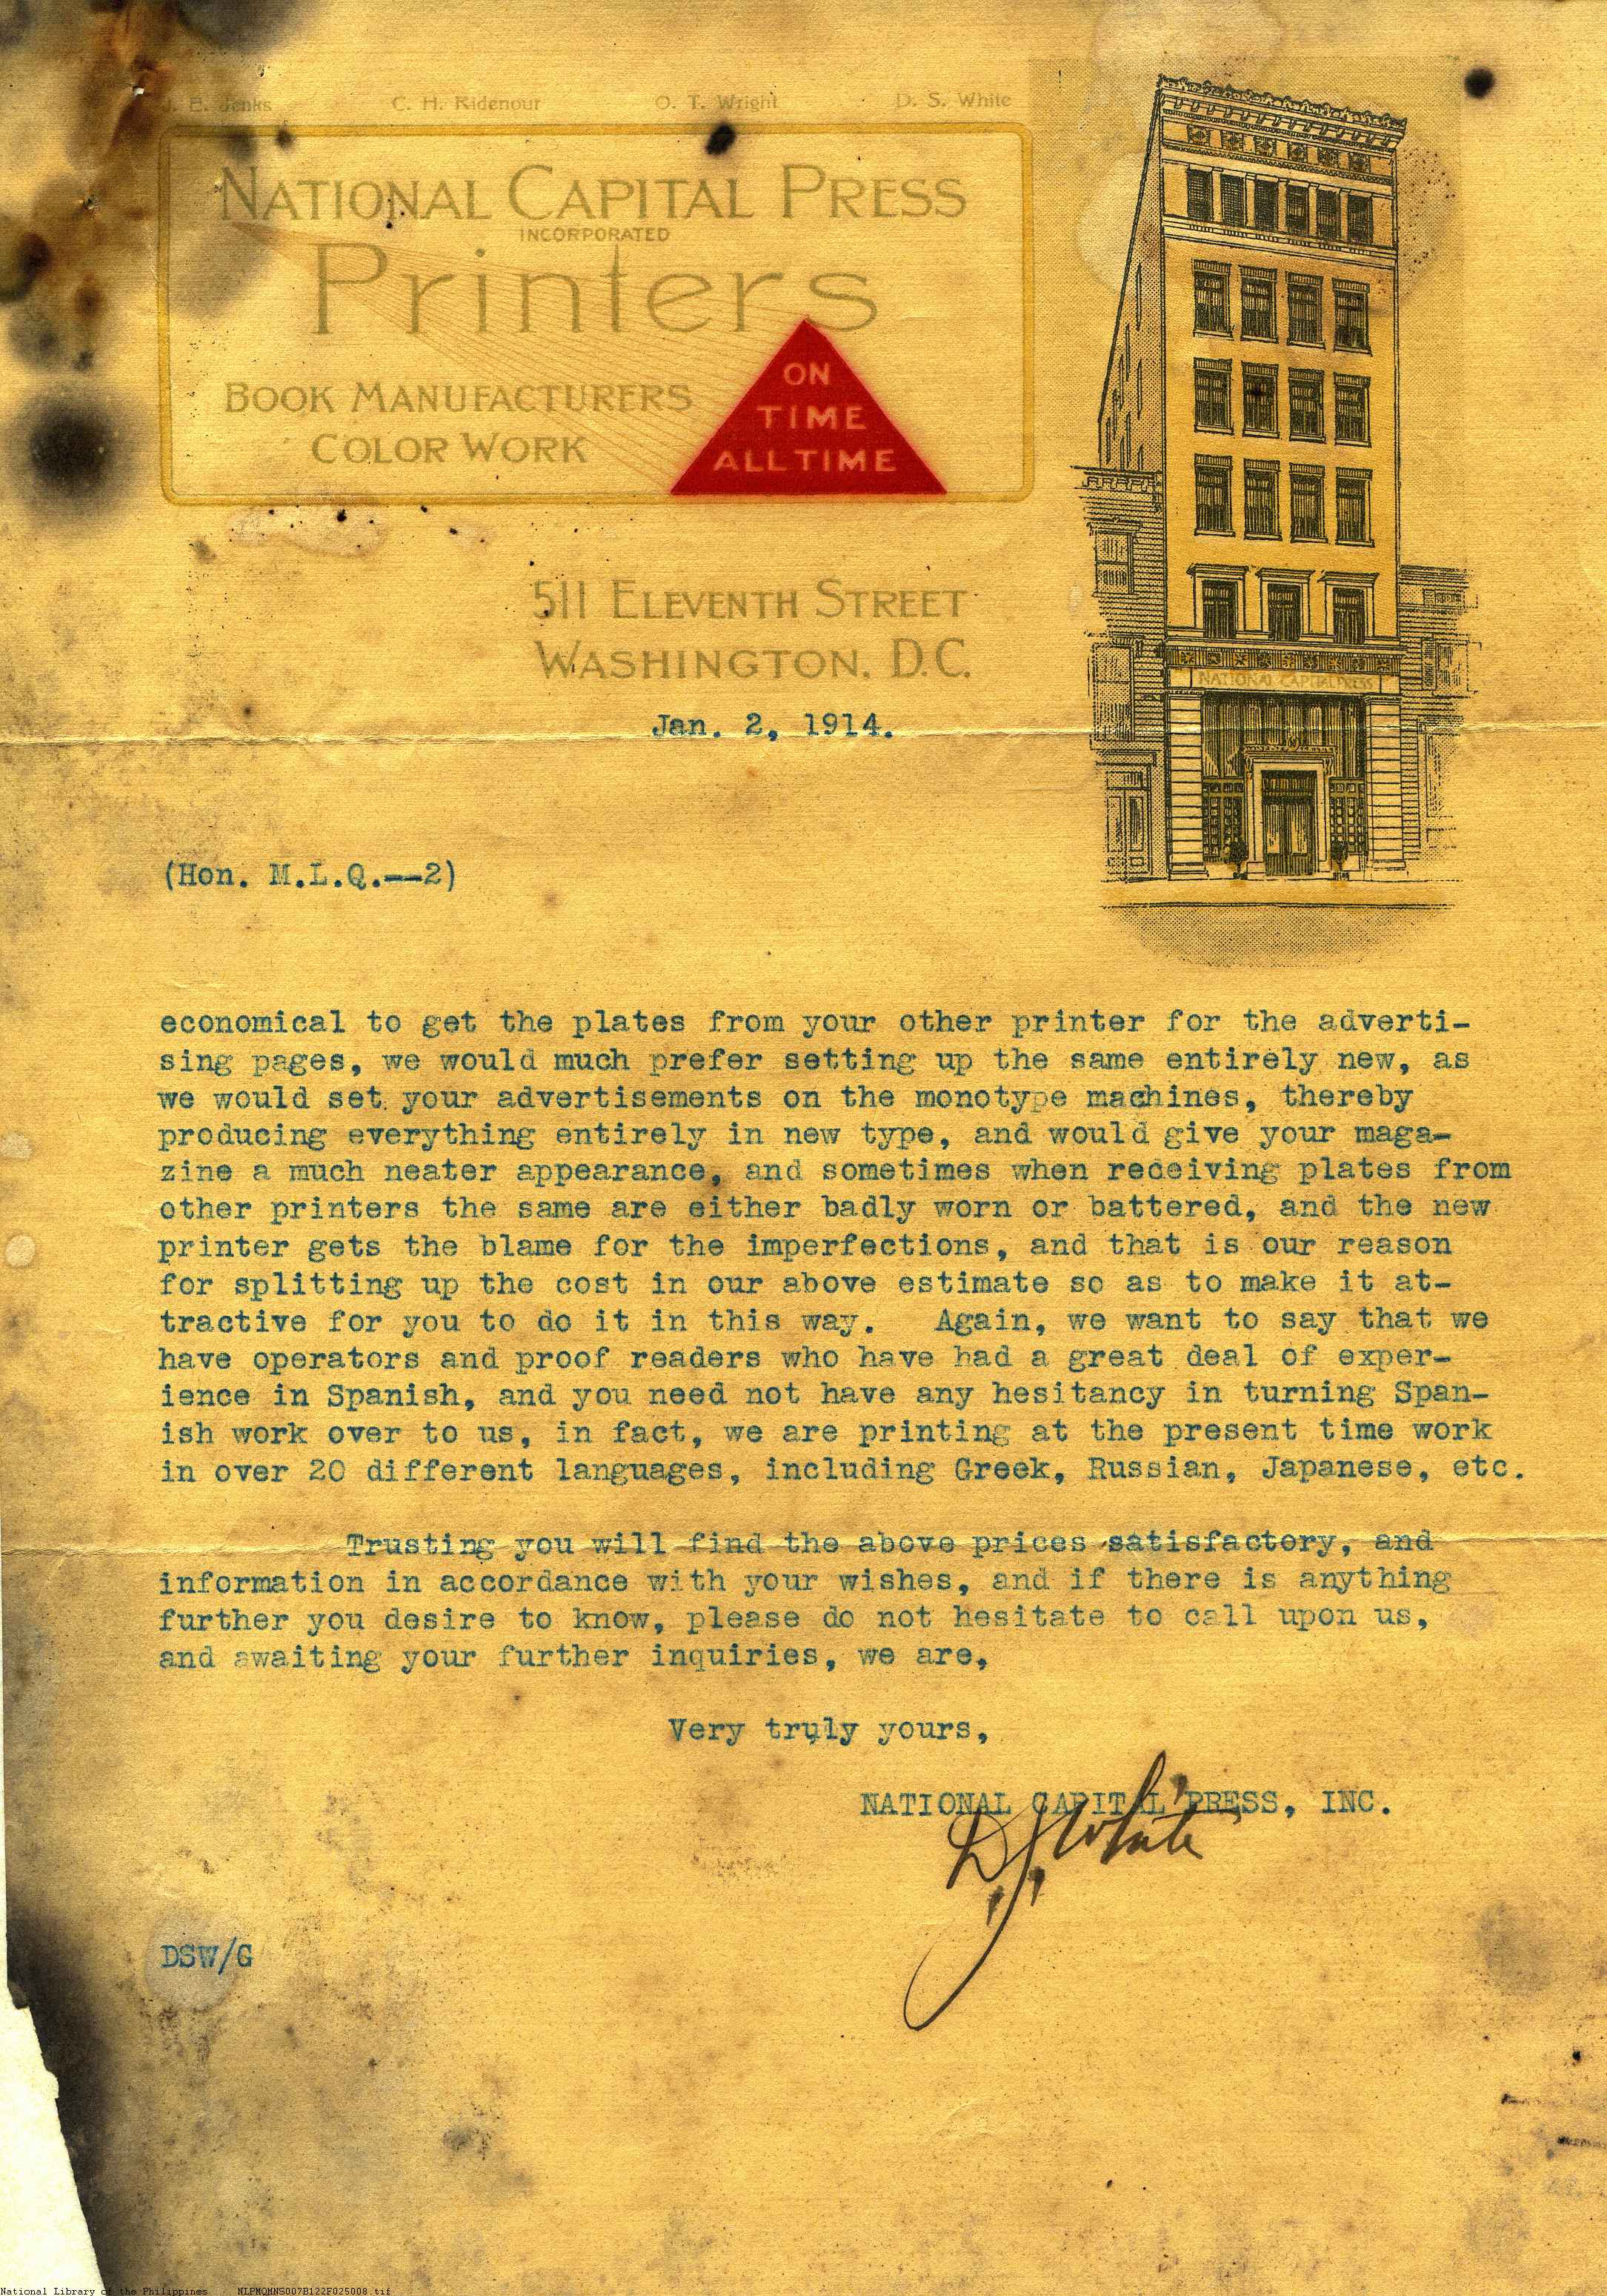 J. E. Jenks C. H. Ridenour O. T. Wright D. S. White
NATIONAL CAPITAL PRESS
INCORPORATED
Printers
BOOK MANUFACTURERS
COLOR WORK
ON
TIME
ALL TIME
511 ELEVENTH STREET
WASHINGTON, D.C.
NATIONAL CAPITAL PRESS
Jan. 2, 1914.
(Hon. M.L.Q.--2)
economical to get the plates from your other printer for the adverti-
sing pages, we would much prefer setting up the same entirely new, as
we would set your advertisements on the monotype machines, thereby
producing everything entirely in new type, and would give your maga-
zine a much neater appearance, and sometimes when receiving plates from
other printers the same are either badly worn or battered, and the new
printer gets the blame for the imperfections, and that is our reason
for splitting up the cost in our above estimate so as to make it at-
tractive for you to do it in this way. Again, we want to say that we
have operators and proof readers who have had a great deal of exper-
ience in Spanish, and you need not have any hesitancy in turning Span-
ish work over to us, in fact, we are printing at the present time work
in over 20 different languages, including Greek, Russian, Japanese, etc.
Trusting you will find the above prices satisfactory, and
information in accordance with your wishes, and if there is anything
further you desire to know, please do not hesitate to call upon us,
and awaiting your further inquiries, we are,
Very truly yours,
NATIONAL CAPITAL PRESS, INC.
D. S. White
DSW/G
National Library of the Philippines NLPMQMNS007B122F025008.tif